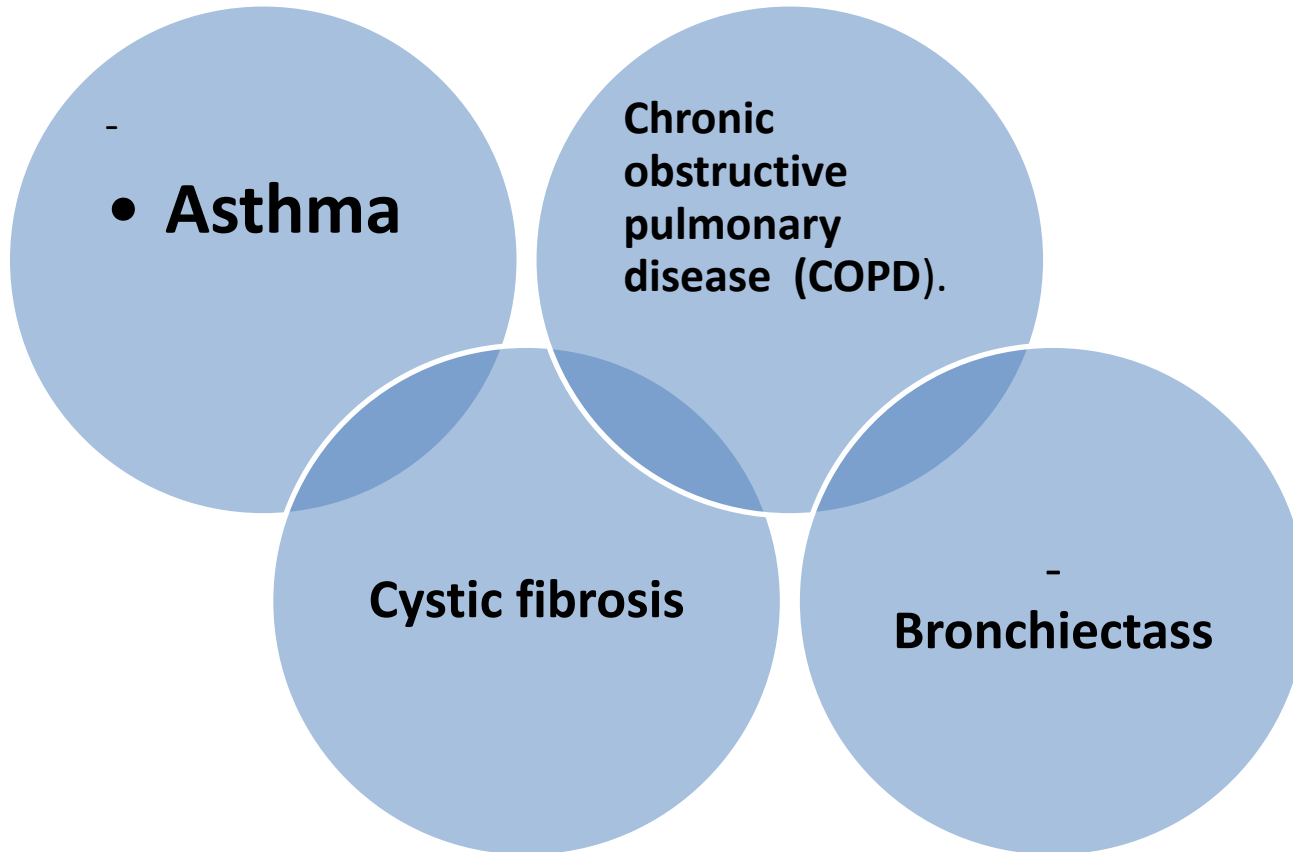 -
• Asthma
Chronic
obstructive
pulmonary
disease (COPD).
Cystic fibrosis
-
Bronchiectass